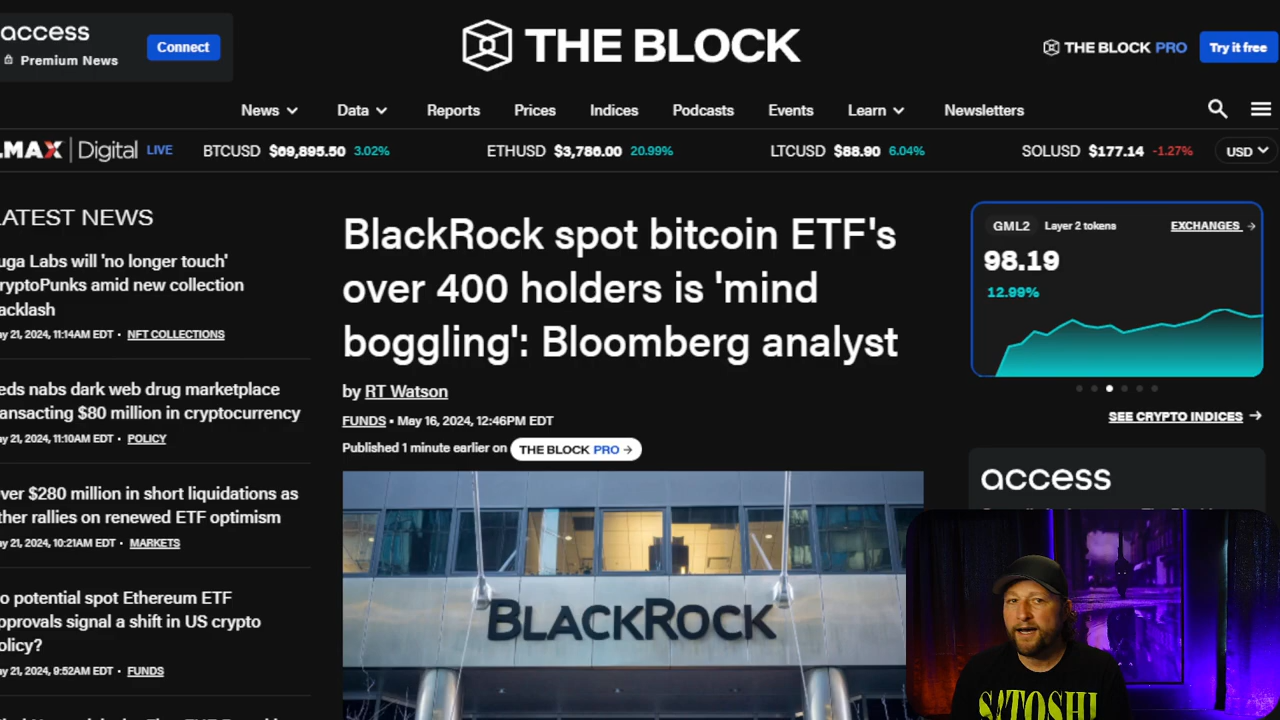 access
Premium News
Connect
THE BLOCK
THE BLOCK PRO
Try it free
News
Data
Reports
Prices
Indices
Podcasts
Events
Learn
Newsletters
LMAX Digital LIVE
BTCUSD $69,895.50 3.02%
ETHUSD $3,786.00 20.99%
LTCUSD $88.90 6.04%
SOLUSD $177.14 -1.27%
USD
LATEST NEWS
uga Labs will 'no longer touch'
ryptoPunks amid new collection
acklash
ay 21, 2024, 11:14AM EDT • NFT COLLECTIONS
eds nabs dark web drug marketplace
ansacting $80 million in cryptocurrency
ay 21, 2024, 11:10AM EDT • POLICY
ver $280 million in short liquidations as
ther rallies on renewed ETF optimism
ay 21, 2024, 10:21AM EDT • MARKETS
o potential spot Ethereum ETF
pprovals signal a shift in US crypto
olicy?
ay 21, 2024, 9:52AM EDT • FUNDS
BlackRock spot bitcoin ETF's
over 400 holders is 'mind
boggling': Bloomberg analyst
by RT Watson
FUNDS • May 16, 2024, 12:46PM EDT
Published 1 minute earlier on THE BLOCK PRO →
BLACKROCK
GML2 Layer 2 tokens EXCHANGES →
98.19
12.99%
SEE CRYPTO INDICES →
access
SATOSHI